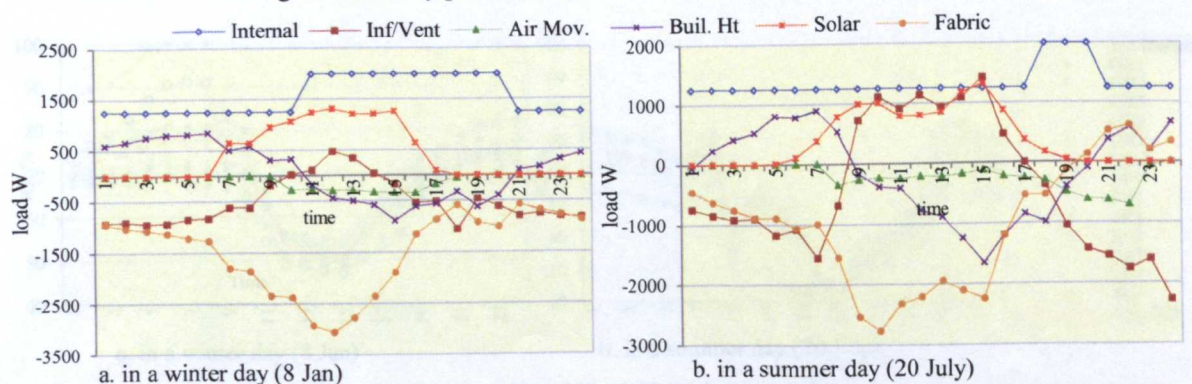 Internal Inf/Vent Air Mov. Buil. Ht Solar Fabric
2500
1500
500
-500
-1500
-2500
-3500
load W
1 3 5 7 9 11 13 15 17 19 21 23
time
a. in a winter day (8 Jan)
2000
1000
0
-1000
-2000
-3000
load W
1 3 5 7 9 11 13 15 17 19 21 23
time
b. in a summer day (20 July)